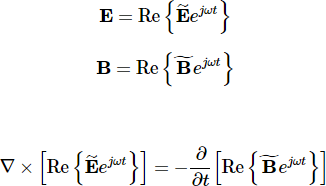 𝐄 = Re{𝐄̃e^{jωt}}
𝐁 = Re{𝐁̃e^{jωt}}
∇ × [Re{𝐄̃e^{jωt}}] = −∂/∂t [Re{𝐁̃e^{jωt}}]